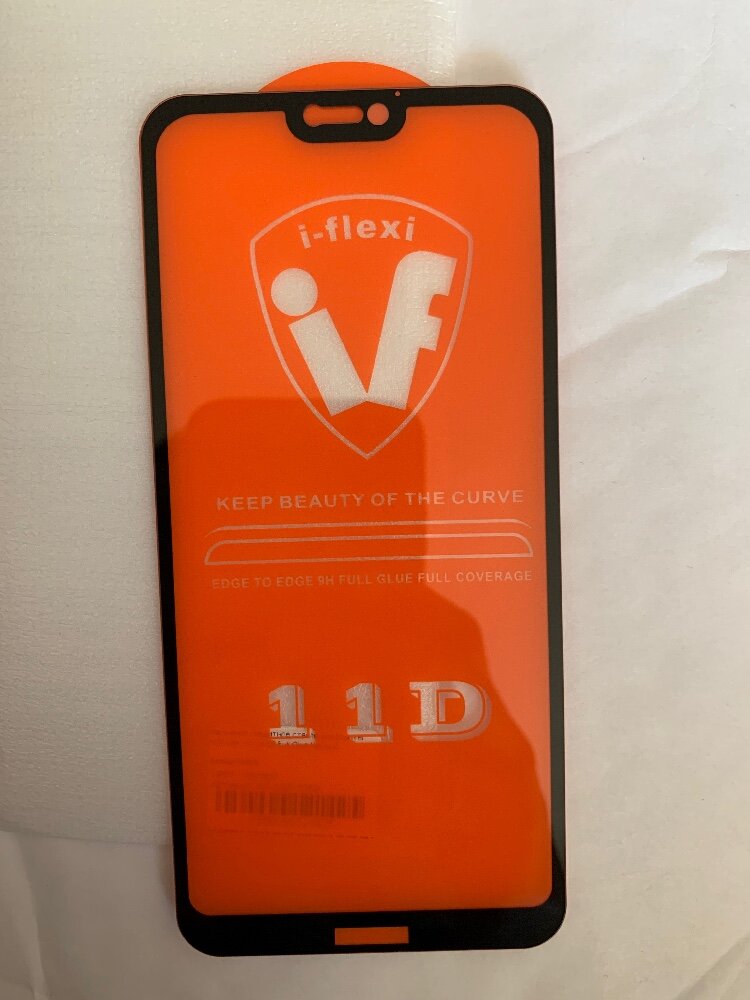 i-flexi
if
KEEP BEAUTY OF THE CURVE
EDGE TO EDGE 9H FULL GLUE FULL COVERAGE
11D